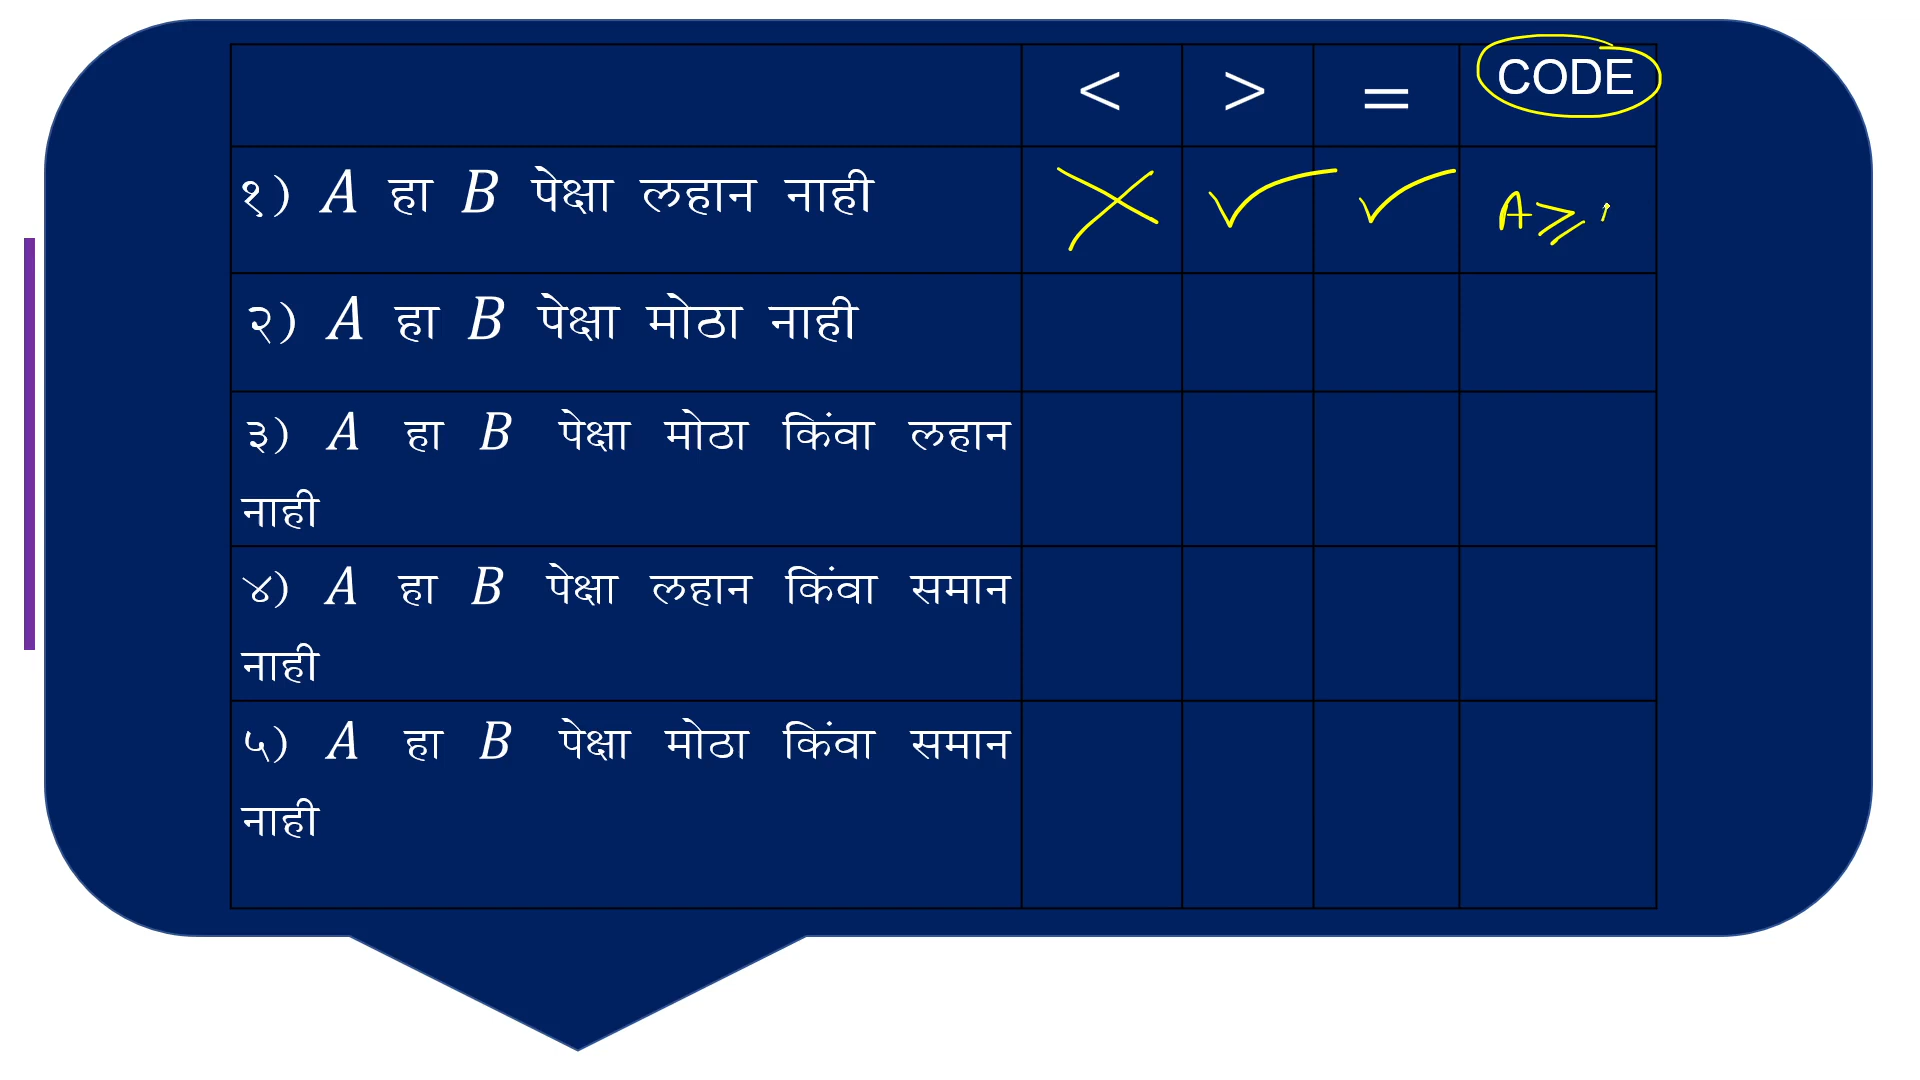 < > = CODE
१) A हा B पेक्षा लहान नाही A ⩾
२) A हा B पेक्षा मोठा नाही
३) A हा B पेक्षा मोठा किंवा लहान
नाही
४) A हा B पेक्षा लहान किंवा समान
नाही
५) A हा B पेक्षा मोठा किंवा समान
नाही